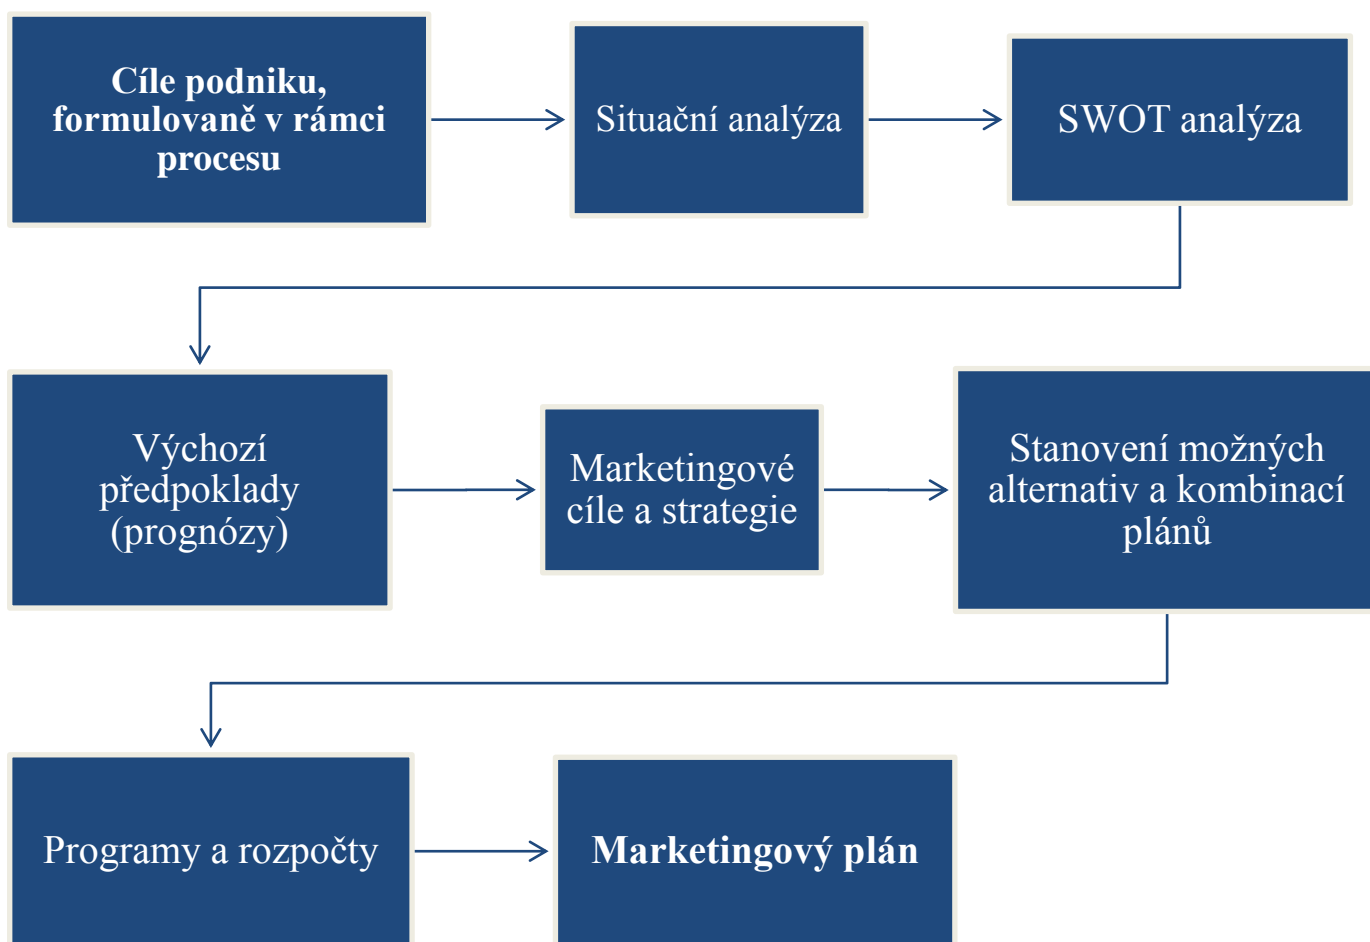 Cíle podniku,
formulovaně v rámci
procesu
Situační analýza
SWOT analýza
Výchozí
předpoklady
(prognózy)
Marketingové
cíle a strategie
Stanovení možných
alternativ a kombinací
plánů
Programy a rozpočty
Marketingový plán